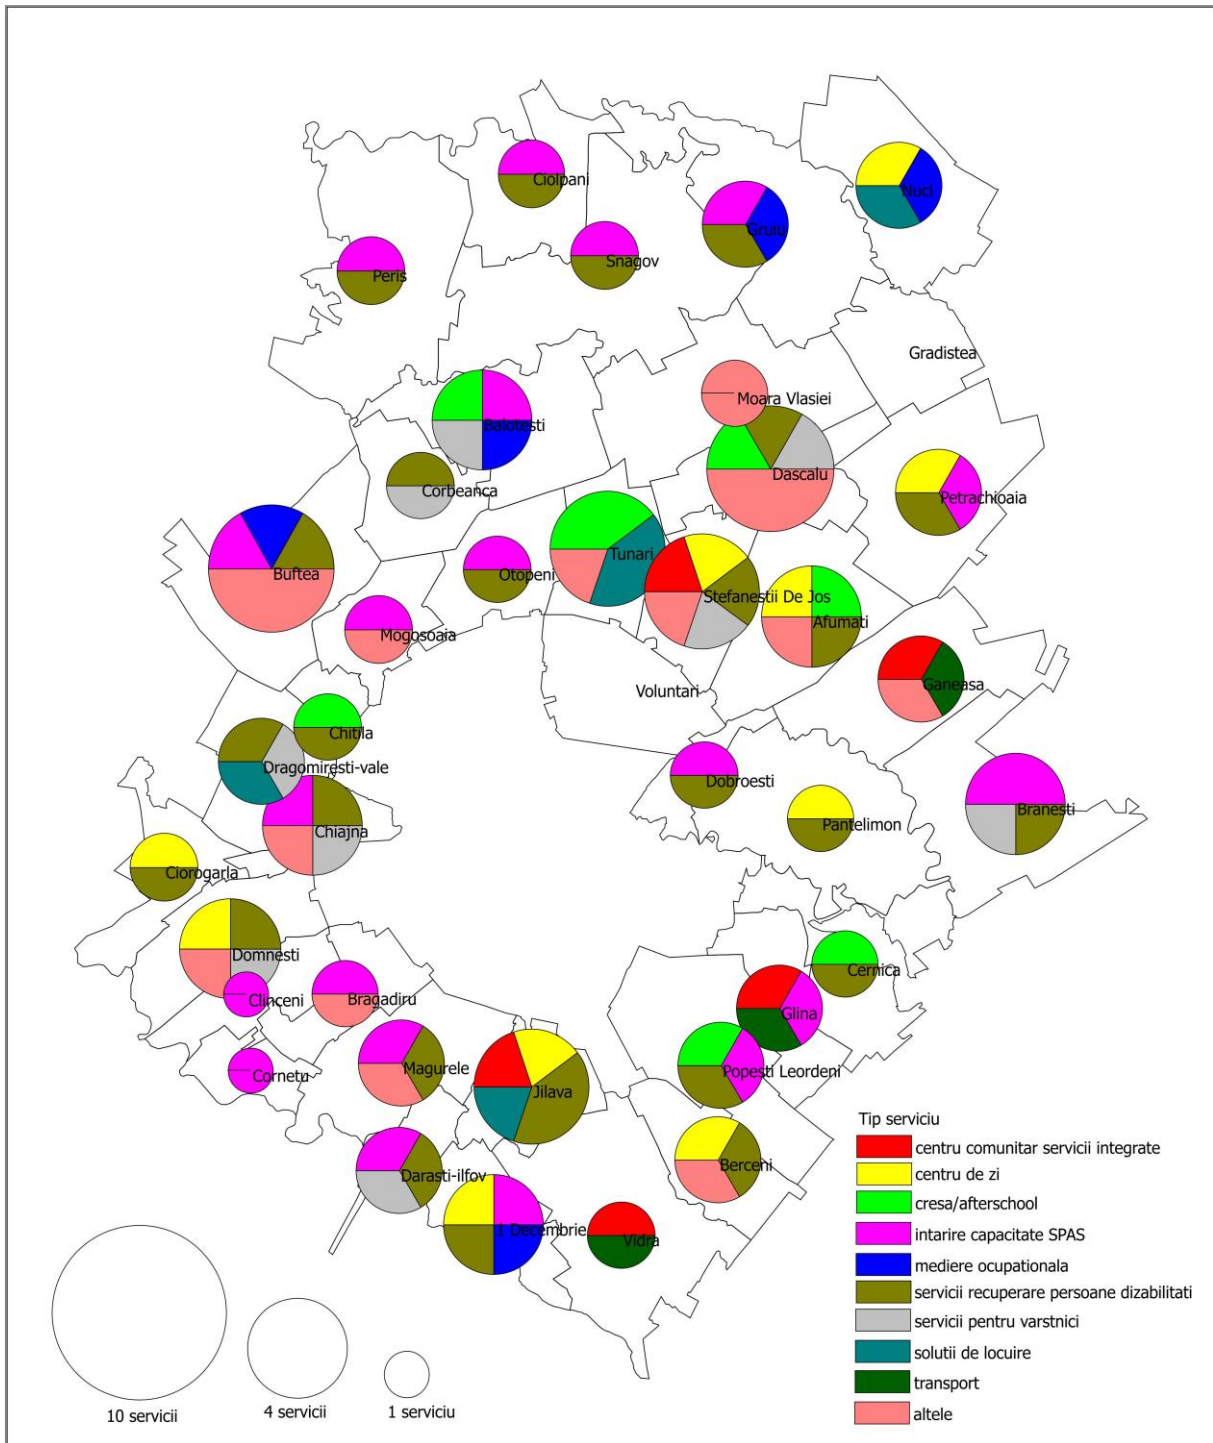 Ciolpani
Nuci
Gruiu
Snagov
Peris
Gradistea
Moara Vlasiei
Balotesti
Dascalu
Corbeanca
Petrachioaia
Tunari
Otopeni
Buftea
Stefanestii De Jos
Afumati
Mogosoaia
Ganeasa
Voluntari
Chitila
Dragomiresti-vale
Dobroesti
Branesti
Pantelimon
Chiajna
Ciorogarla
Domnesti
Cernica
Clinceni
Bragadiru
Glina
Magurele
Popesti Leordeni
Cornetu
Jilava
Berceni
Darasti-ilfov
1 Decembrie
Vidra
Tip serviciu
centru comunitar servicii integrate
centru de zi
cresa/afterschool
intarire capacitate SPAS
mediere ocupationala
servicii recuperare persoane dizabilitati
servicii pentru varstnici
solutii de locuire
transport
altele
10 servicii
4 servicii
1 serviciu